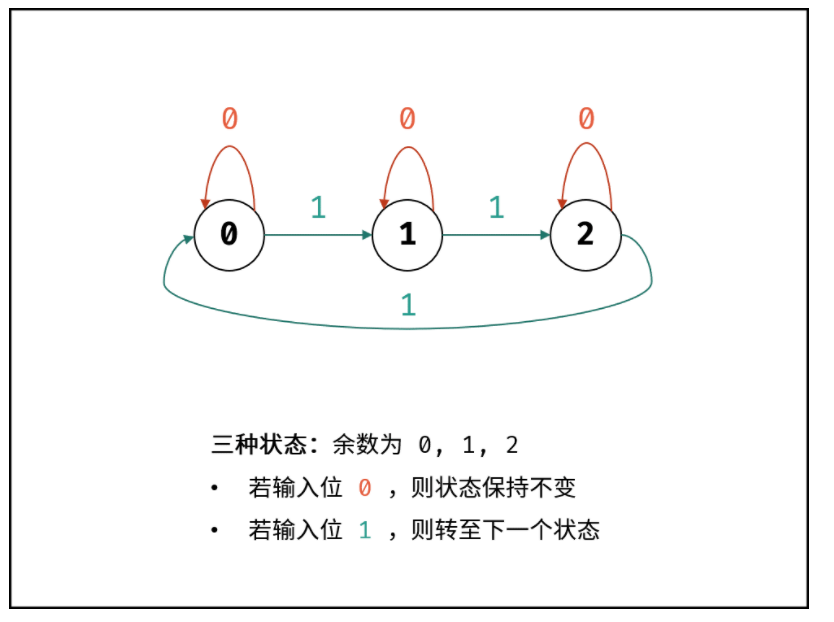 0 0 0
1 1
0 1 2
1
三种状态：余数为 0, 1, 2
• 若输入位 0 ，则状态保持不变
• 若输入位 1 ，则转至下一个状态